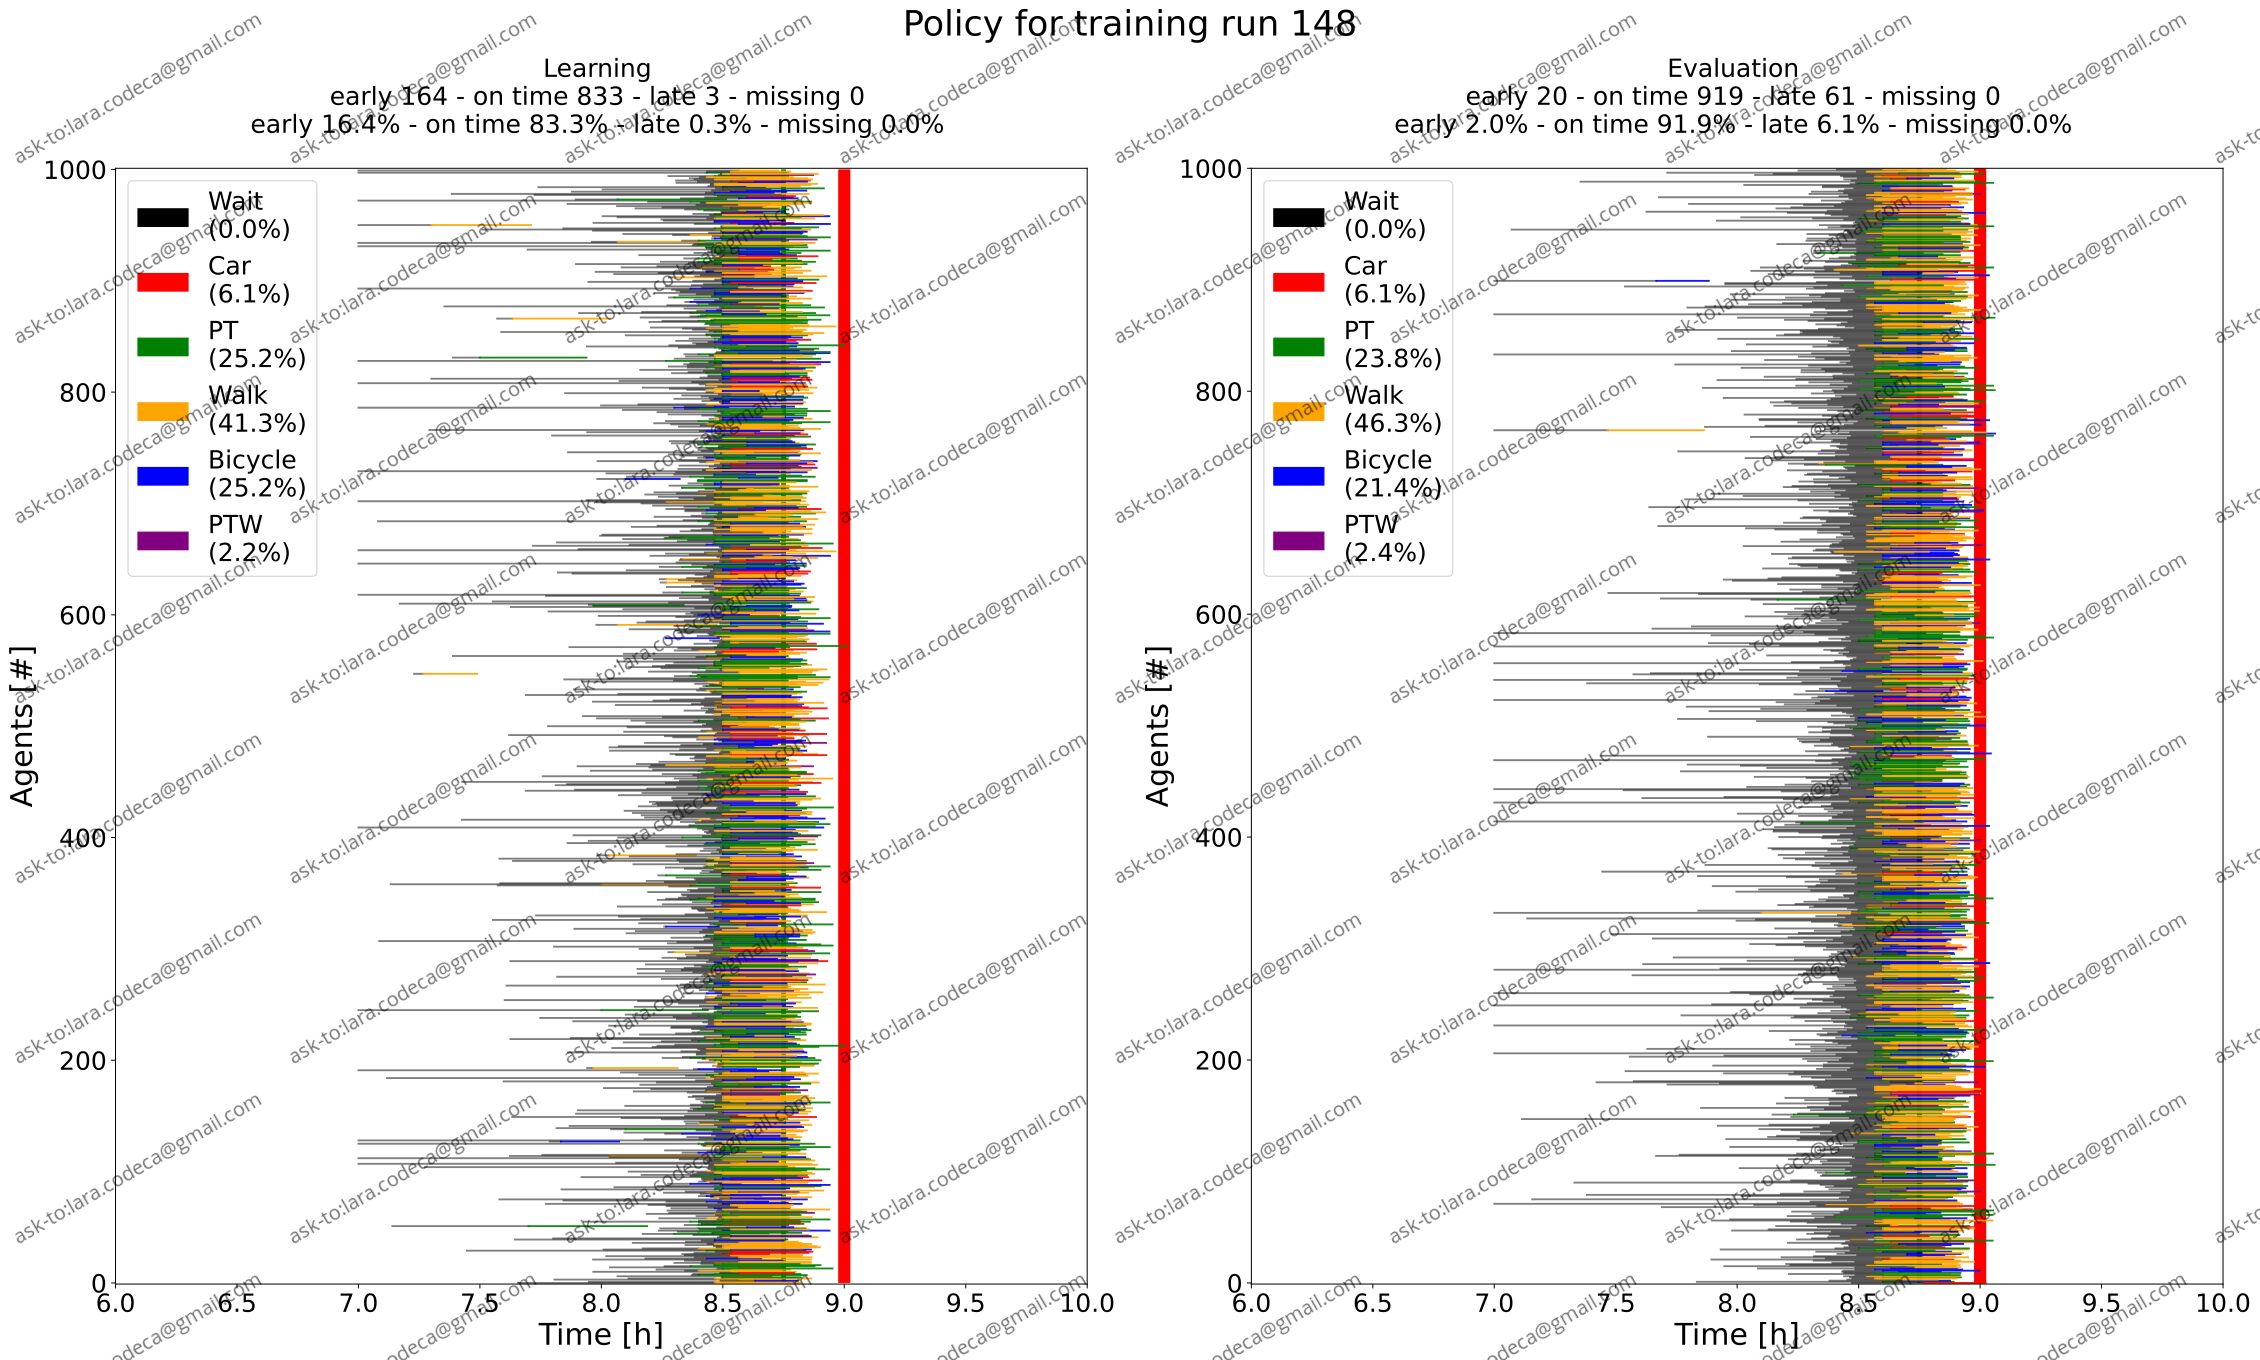 Policy for training run 148
Learning
early 164 - on time 833 - late 3 - missing 0
early 16.4% - on time 83.3% - late 0.3% - missing 0.0%
Evaluation
early 20 - on time 919 - late 61 - missing 0
early 2.0% - on time 91.9% - late 6.1% - missing 0.0%
Agents [#]
1000
800
600
400
200
0
Wait
(0.0%)
Car
(6.1%)
PT
(25.2%)
Walk
(41.3%)
Bicycle
(25.2%)
PTW
(2.2%)
6.0 6.5 7.0 7.5 8.0 8.5 9.0 9.5 10.0
Time [h]
Agents [#]
1000
800
600
400
200
0
Wait
(0.0%)
Car
(6.1%)
PT
(23.8%)
Walk
(46.3%)
Bicycle
(21.4%)
PTW
(2.4%)
6.0 6.5 7.0 7.5 8.0 8.5 9.0 9.5 10.0
Time [h]
ask-to:lara.codeca@gmail.com